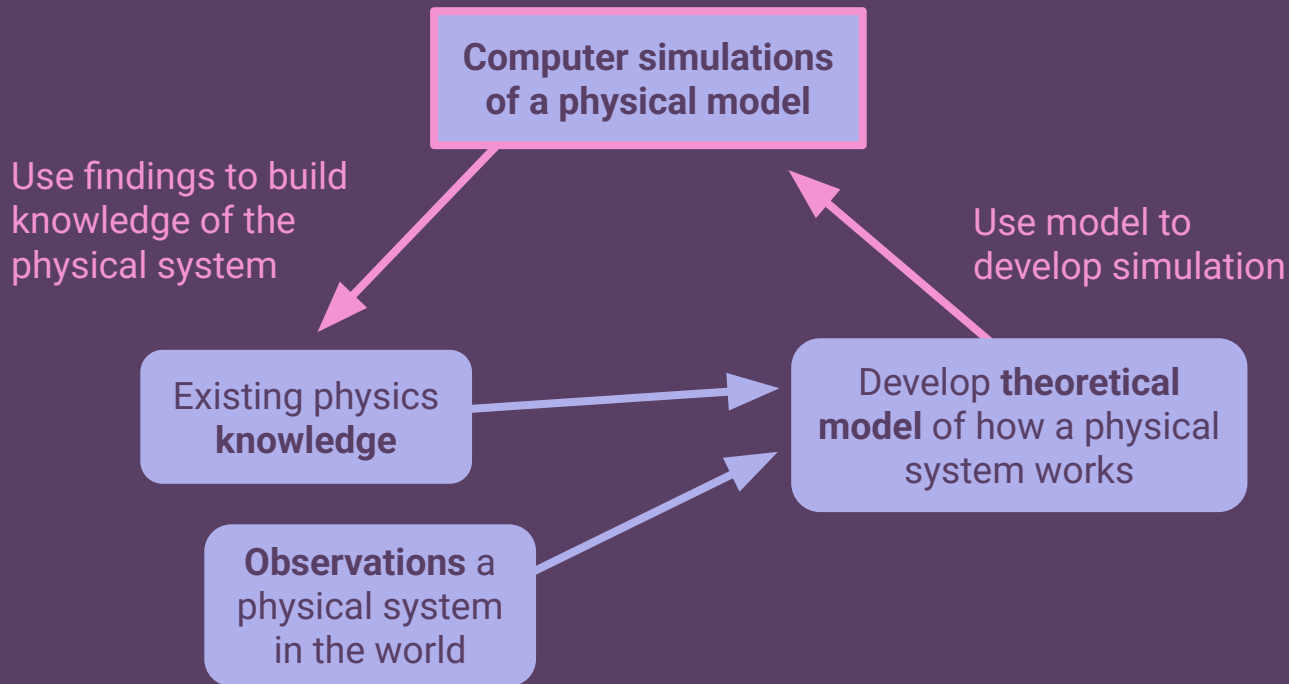 Computer simulations
of a physical model
Use findings to build
knowledge of the
physical system
Use model to
develop simulation
Existing physics
knowledge
Develop theoretical
model of how a physical
system works
Observations a
physical system
in the world